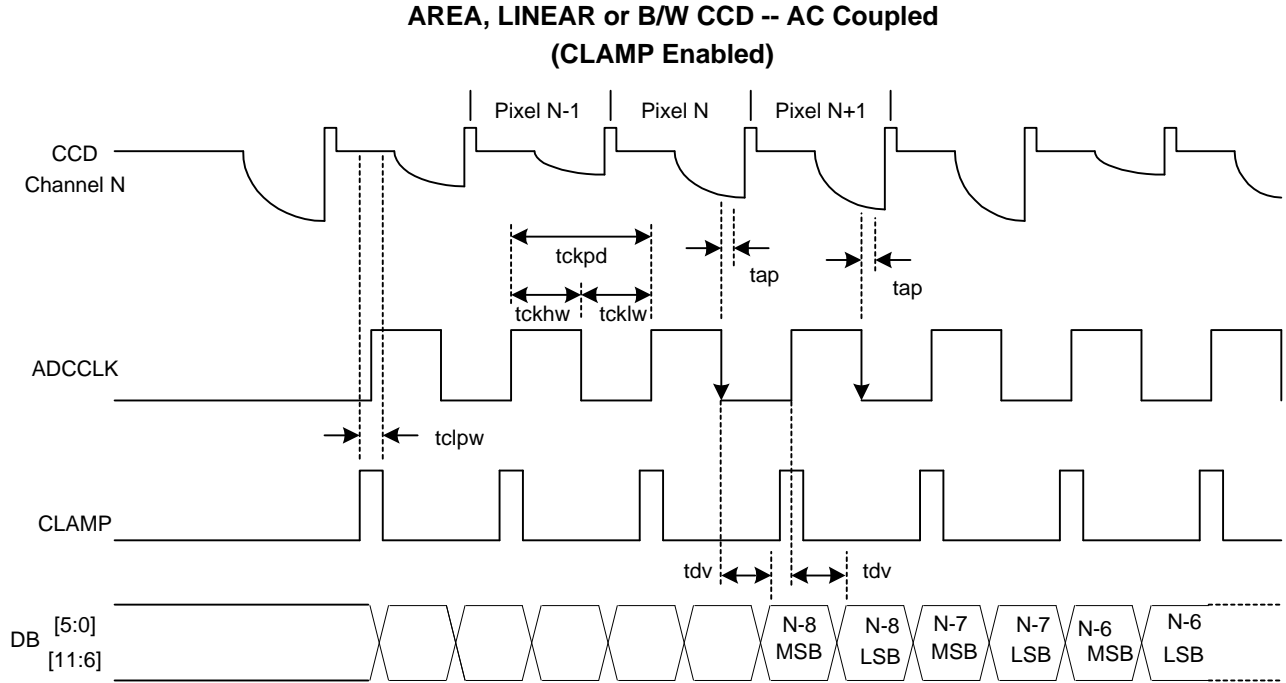 AREA, LINEAR or B/W CCD -- AC Coupled
(CLAMP Enabled)
Pixel N-1
Pixel N
Pixel N+1
CCD
Channel N
tckpd
tap
tap
tckhw
tcklw
ADCCLK
tclpw
CLAMP
tdv
tdv
DB
[5:0]
[11:6]
N-8
MSB
N-8
LSB
N-7
MSB
N-7
LSB
N-6
MSB
N-6
LSB